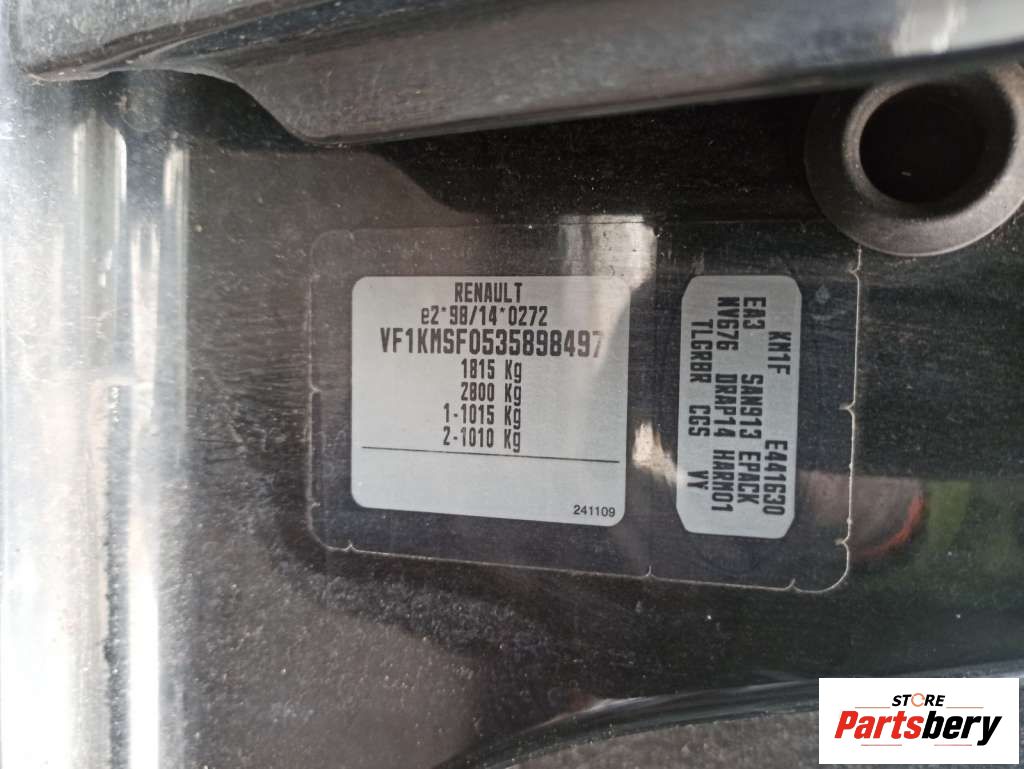 RENAULT
e2*98/14*0272
VF1KMSF0535898497
1815 Kg
2800 Kg
1-1015 Kg
2-1010 Kg
241109
KM1F E441630
EA3 SAN913 EPACK
NV676 DRAP14 HARM01
TLGRBR CGS VY
STORE
Partsbery